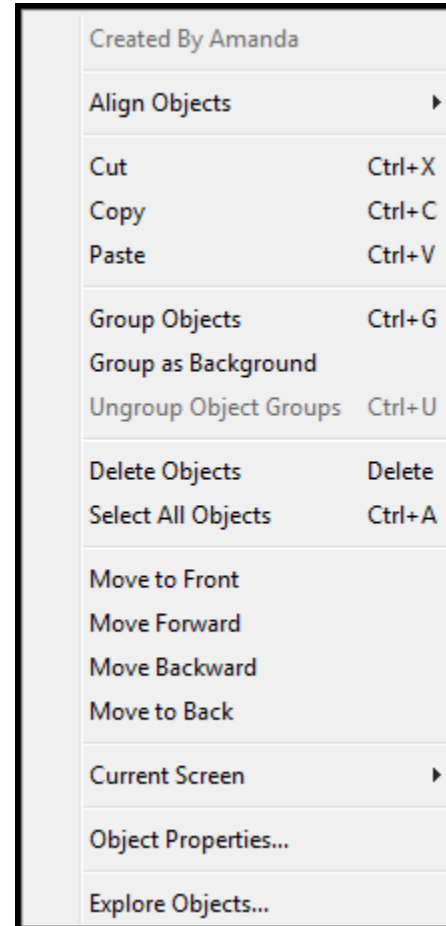 Created By Amanda
Align Objects
Cut Ctrl+X
Copy Ctrl+C
Paste Ctrl+V
Group Objects Ctrl+G
Group as Background
Ungroup Object Groups Ctrl+U
Delete Objects Delete
Select All Objects Ctrl+A
Move to Front
Move Forward
Move Backward
Move to Back
Current Screen
Object Properties...
Explore Objects...